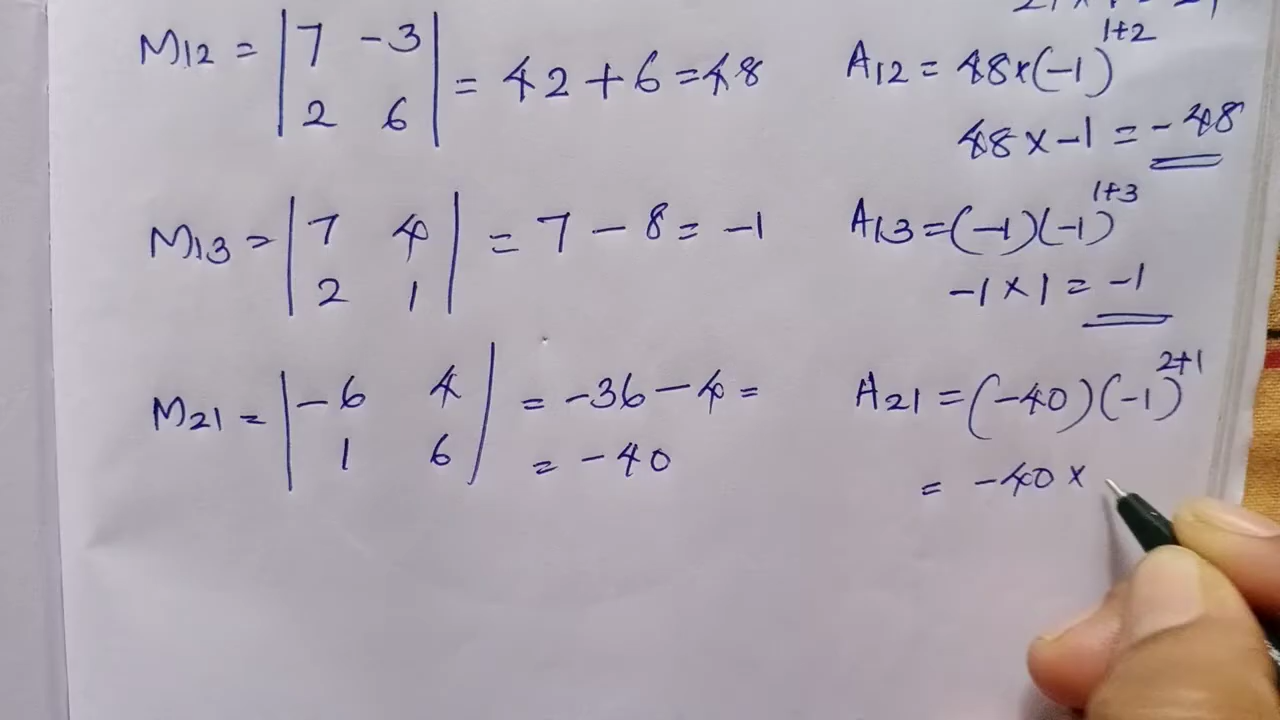 M12 = |7 -3| = 42 + 6 = 48
|2 6|
A12 = 48×(-1)^1+2
48 × -1 = -48
M13 = |7 4| = 7 - 8 = -1
|2 1|
A13 = (-1)(-1)^1+3
-1 × 1 = -1
M21 = |-6 4| = -36 - 4 =
|1 6| = -40
A21 = (-40)(-1)^2+1
= -40 ×